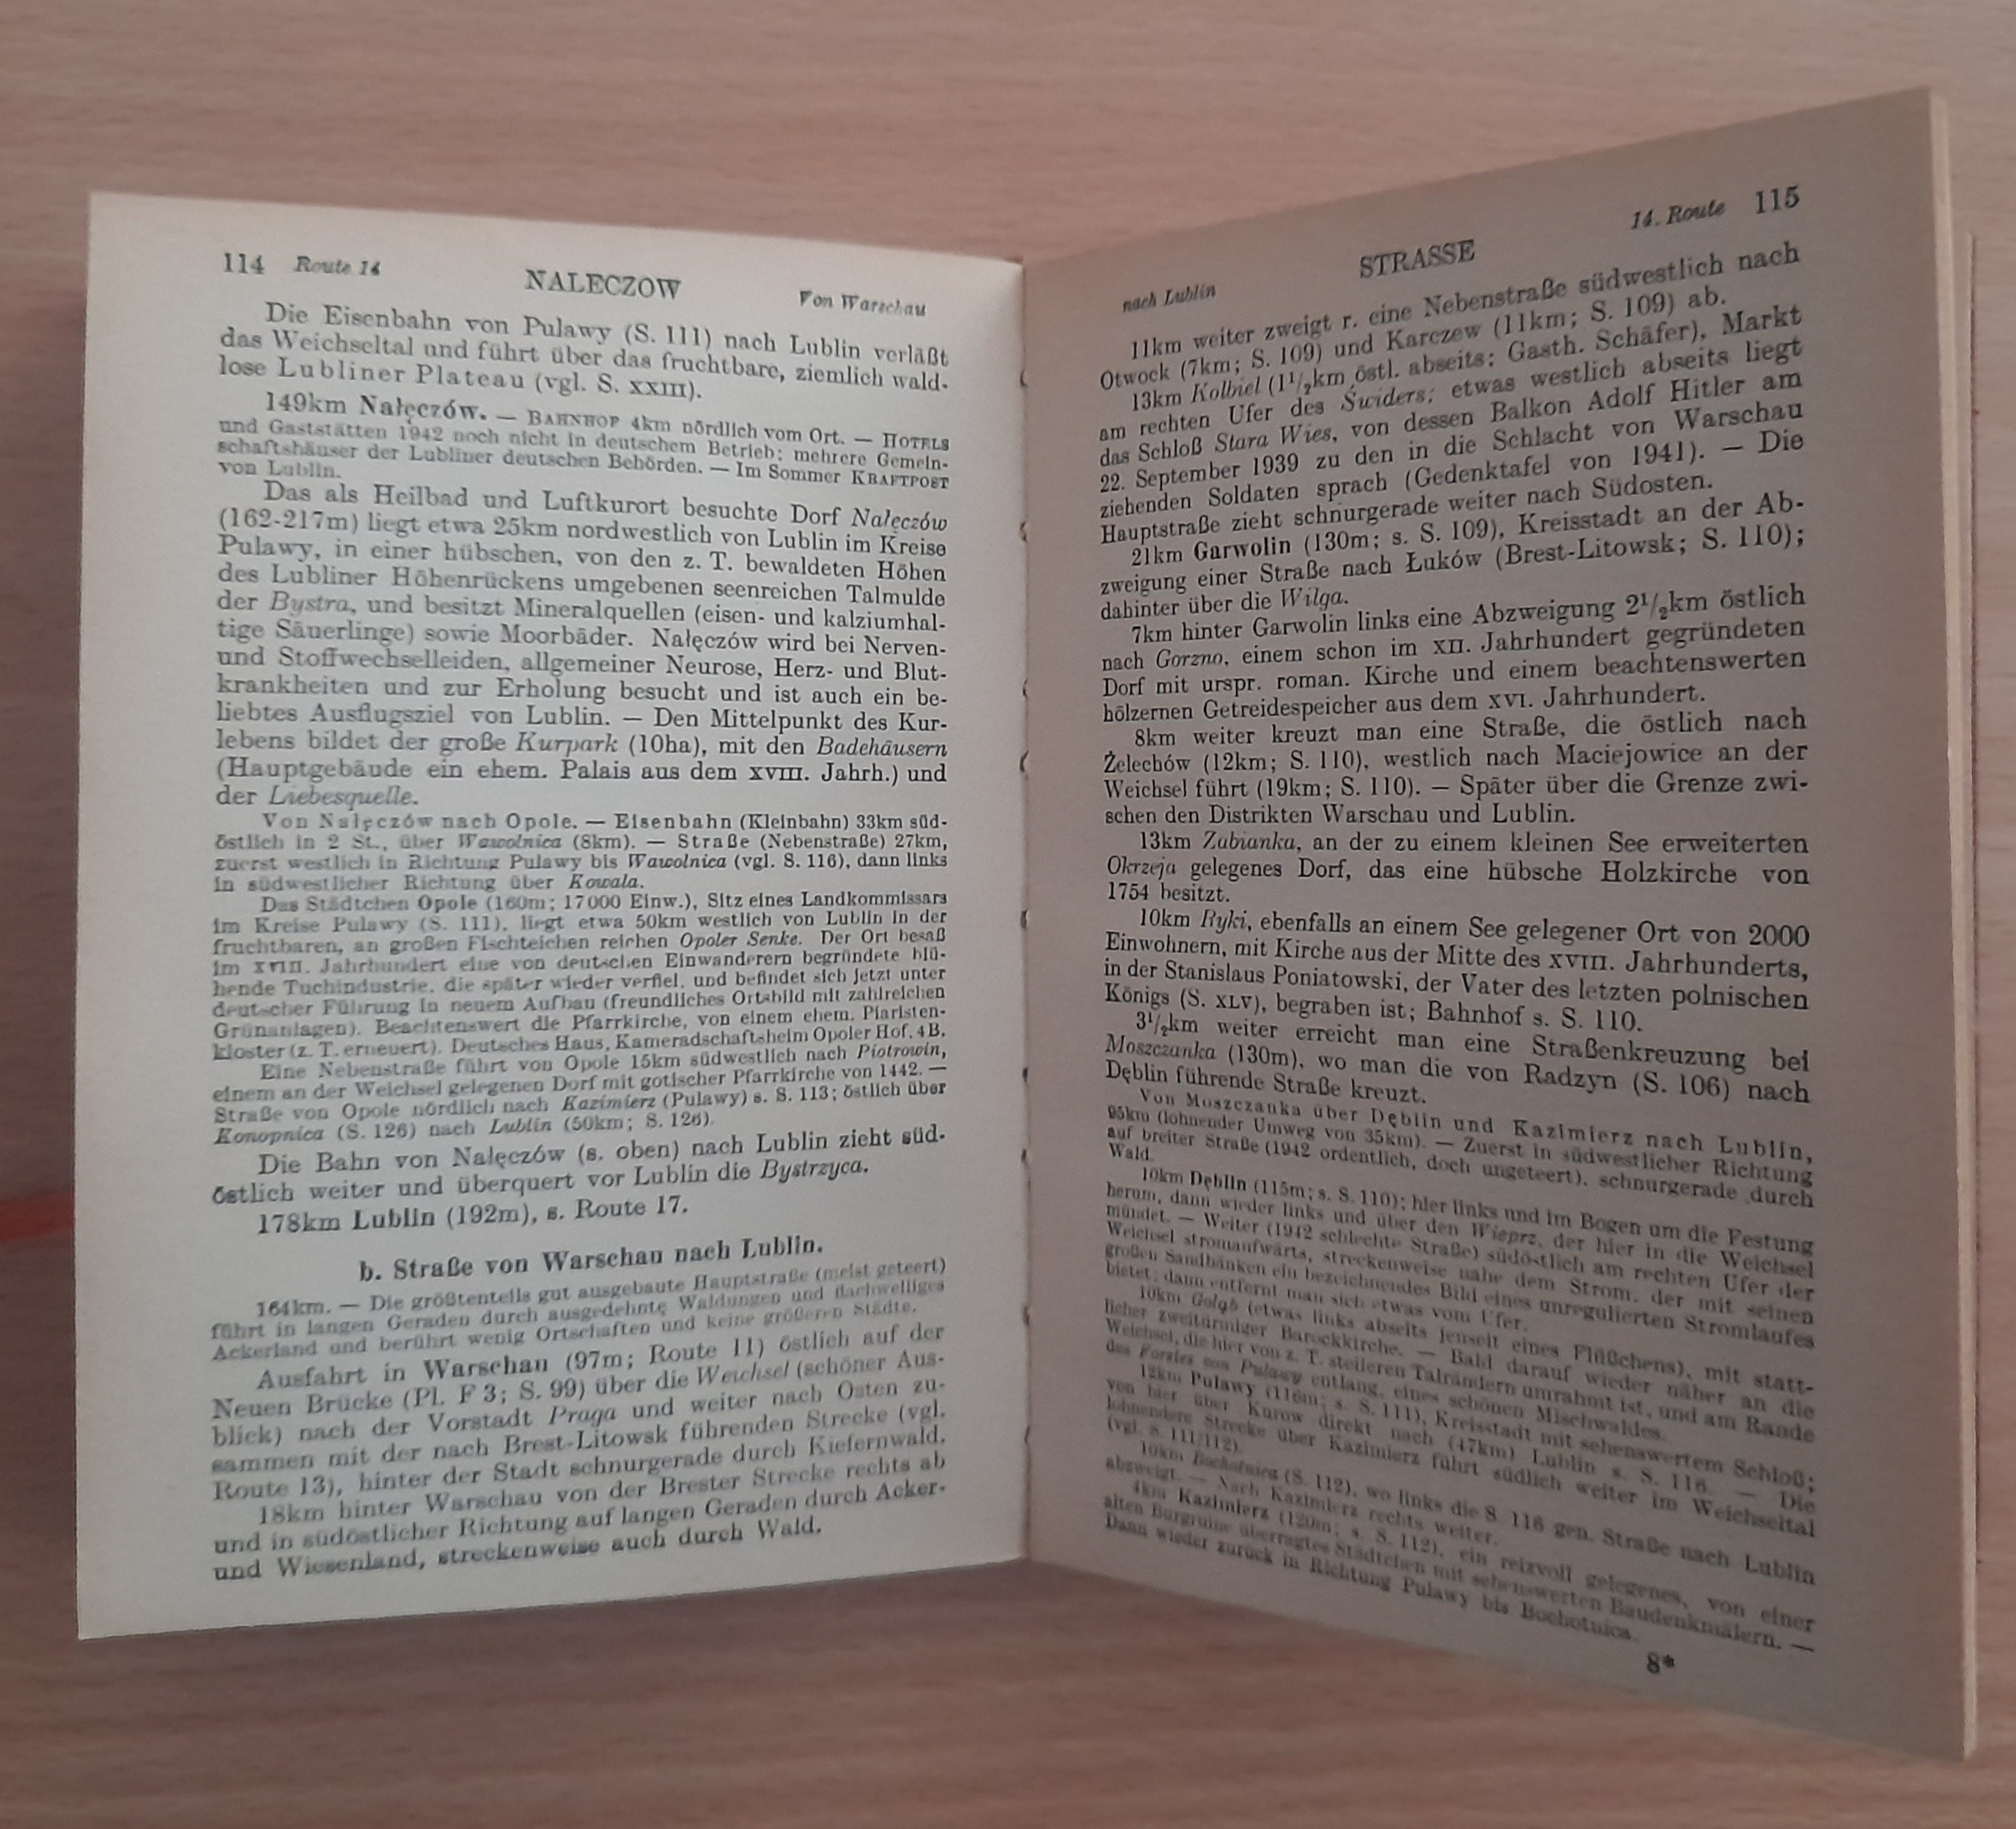 114 Route 14 NALECZOW Von Warschau
Die Eisenbahn von Pulawy (S. 111) nach Lublin verläßt
das Weichseltal und führt über das fruchtbare, ziemlich wald-
lose Lubliner Plateau (vgl. S. XXIII).
149km Nałęczów. — BAHNHOF 4km nördlich vom Ort. — HOTELS
und Gaststätten 1942 noch nicht in deutschem Betrieb; mehrere Gemein-
schaftshäuser der Lubliner deutschen Behörden. — Im Sommer KRAFTPOST
von Lublin.
Das als Heilbad und Luftkurort besuchte Dorf Nałęczów
(162-217m) liegt etwa 25km nordwestlich von Lublin im Kreise
Pulawy, in einer hübschen, von den z. T. bewaldeten Höhen
des Lubliner Höhenrückens umgebenen seenreichen Talmulde
der Bystra, und besitzt Mineralquellen (eisen- und kalziumhal-
tige Säuerlinge) sowie Moorbäder. Nałęczów wird bei Nerven-
und Stoffwechselleiden, allgemeiner Neurose, Herz- und Blut-
krankheiten und zur Erholung besucht und ist auch ein be-
liebtes Ausflugsziel von Lublin. — Den Mittelpunkt des Kur-
lebens bildet der große Kurpark (10ha), mit den Badehäusern
(Hauptgebäude ein ehem. Palais aus dem XVIII. Jahrh.) und
der Liebesquelle.
Von Nałęczów nach Opole. — Eisenbahn (Kleinbahn) 33km süd-
östlich in 2 St., über Wawolnica (8km). — Straße (Nebenstraße) 27km,
zuerst westlich in Richtung Pulawy bis Wawolnica (vgl. S. 116), dann links
in südwestlicher Richtung über Kowala.
Das Städtchen Opole (160m; 17000 Einw.), Sitz eines Landkommissars
im Kreise Pulawy (S. 111), liegt etwa 50km westlich von Lublin in der
fruchtbaren, an großen Fischteichen reichen Opoler Senke. Der Ort besaß
im XVIII. Jahrhundert eine von deutschen Einwanderern begründete blü-
hende Tuchindustrie, die später wieder verfiel, und befindet sich jetzt unter
deutscher Führung in neuem Aufbau (freundliches Ortsbild mit zahlreichen
Grünanlagen). Beachtenswert die Pfarrkirche, von einem ehem. Piaristen-
kloster (z. T. erneuert). Deutsches Haus, Kameradschaftsheim Opoler Hof, 4B.
Eine Nebenstraße führt von Opole 15km südwestlich nach Piotrowin,
einem an der Weichsel gelegenen Dorf mit gotischer Pfarrkirche von 1442. —
Straße von Opole nördlich nach Kazimierz (Pulawy) s. S. 113; östlich über
Konopnica (S. 126) nach Lublin (50km; S. 126).
Die Bahn von Nałęczów (s. oben) nach Lublin zieht süd-
östlich weiter und überquert vor Lublin die Bystrzyca.
178km Lublin (192m), s. Route 17.
b. Straße von Warschau nach Lublin.
164km. — Die größtenteils gut ausgebaute Hauptstraße (meist geteert)
führt in langen Geraden durch ausgedehnte Waldungen und flachwelliges
Ackerland und berührt wenig Ortschaften und keine größeren Städte.
Ausfahrt in Warschau (97m; Route 11) östlich auf der
Neuen Brücke (Pl. F 3; S. 99) über die Weichsel (schöner Aus-
blick) nach der Vorstadt Praga und weiter nach Osten zu-
sammen mit der nach Brest-Litowsk führenden Strecke (vgl.
Route 13), hinter der Stadt schnurgerade durch Kiefernwald.
18km hinter Warschau von der Brester Strecke rechts ab
und in südöstlicher Richtung auf langen Geraden durch Acker-
und Wiesenland, streckenweise auch durch Wald.
nach Lublin STRASSE 14. Route 115
11km weiter zweigt r. eine Nebenstraße südwestlich nach
Otwock (7km; S. 109) und Karczew (11km; S. 109) ab.
13km Kolbiel (1 1/2km östl. abseits; Gasth. Schäfer), Markt
am rechten Ufer des Świders; etwas westlich abseits liegt
das Schloß Stara Wies, von dessen Balkon Adolf Hitler am
22. September 1939 zu den in die Schlacht von Warschau
ziehenden Soldaten sprach (Gedenktafel von 1941). — Die
Hauptstraße zieht schnurgerade weiter nach Südosten.
21km Garwolin (130m; s. S. 109), Kreisstadt an der Ab-
zweigung einer Straße nach Łuków (Brest-Litowsk; S. 110);
dahinter über die Wilga.
7km hinter Garwolin links eine Abzweigung 2 1/2km östlich
nach Gorzno, einem schon im XII. Jahrhundert gegründeten
Dorf mit urspr. roman. Kirche und einem beachtenswerten
hölzernen Getreidespeicher aus dem XVI. Jahrhundert.
8km weiter kreuzt man eine Straße, die östlich nach
Żelechów (12km; S. 110), westlich nach Maciejowice an der
Weichsel führt (19km; S. 110). — Später über die Grenze zwi-
schen den Distrikten Warschau und Lublin.
13km Zabianka, an der zu einem kleinen See erweiterten
Okrzeja gelegenes Dorf, das eine hübsche Holzkirche von
1754 besitzt.
10km Ryki, ebenfalls an einem See gelegener Ort von 2000
Einwohnern, mit Kirche aus der Mitte des XVIII. Jahrhunderts,
in der Stanislaus Poniatowski, der Vater des letzten polnischen
Königs (S. XLV), begraben ist; Bahnhof s. S. 110.
3 1/2km weiter erreicht man eine Straßenkreuzung bei
Moszczanka (130m), wo man die von Radzyn (S. 106) nach
Dęblin führende Straße kreuzt.
Von Moszczanka über Dęblin und Kazimierz nach Lublin,
95km (lohnender Umweg von 35km). — Zuerst in südwestlicher Richtung
auf breiter Straße (1942 ordentlich, doch ungeteert), schnurgerade durch
Wald.
10km Dęblin (115m; s. S. 110); hier links und im Bogen um die Festung
herum, dann wieder links und über den Wieprz, der hier in die Weichsel
mündet. — Weiter (1942 schlechte Straße) südöstlich am rechten Ufer der
Weichsel stromaufwärts, streckenweise nahe dem Strom, der mit seinen
großen Sandbänken ein bezeichnendes Bild eines unregulierten Stromlaufes
bietet; dann entfernt man sich etwas vom Ufer.
10km Gołąb (etwas links abseits jenseit eines Flüßchens), mit statt-
licher zweitürmiger Barockkirche. — Bald darauf wieder näher an die
Weichsel, die hier von z. T. steileren Talrändern umrahmt ist, und am Rande
des Forstes von Pulawy entlang, eines schönen Mischwaldes.
12km Pulawy (116m; s. S. 111), Kreisstadt mit sehenswertem Schloß;
von hier über Kurow direkt nach (47km) Lublin s. S. 116. — Die
lohnendere Strecke über Kazimierz führt südlich weiter im Weichseltal
(vgl. S. 111/112).
10km Bochotnica (S. 112), wo links die S. 116 gen. Straße nach Lublin
abzweigt. — Nach Kazimierz rechts weiter.
4km Kazimierz (120m; s. S. 112), ein reizvoll gelegenes, von einer
alten Burgruine überragtes Städtchen mit sehenswerten Baudenkmälern. —
Dann wieder zurück in Richtung Pulawy bis Bochotnica.
8*